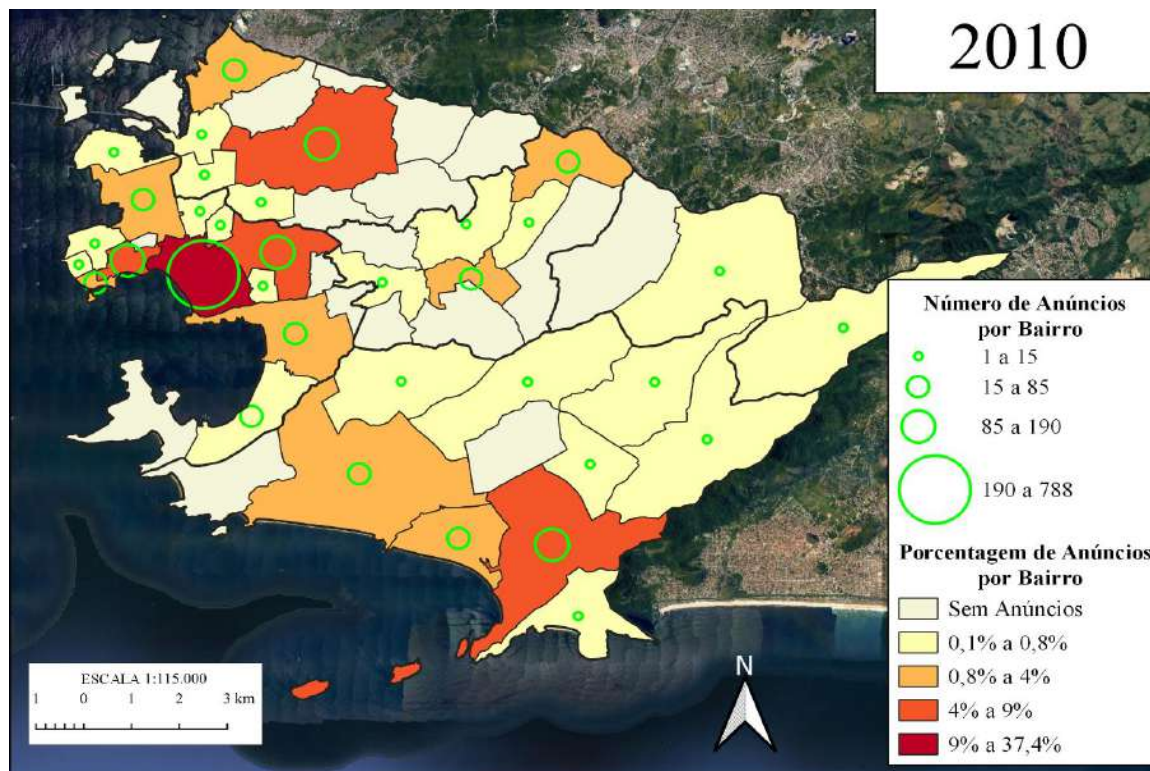 2010
Número de Anúncios
por Bairro
1 a 15
15 a 85
85 a 190
190 a 788
Porcentagem de Anúncios
por Bairro
Sem Anúncios
0,1% a 0,8%
0,8% a 4%
4% a 9%
9% a 37,4%
ESCALA 1:115.000
1 0 1 2 3 km
N